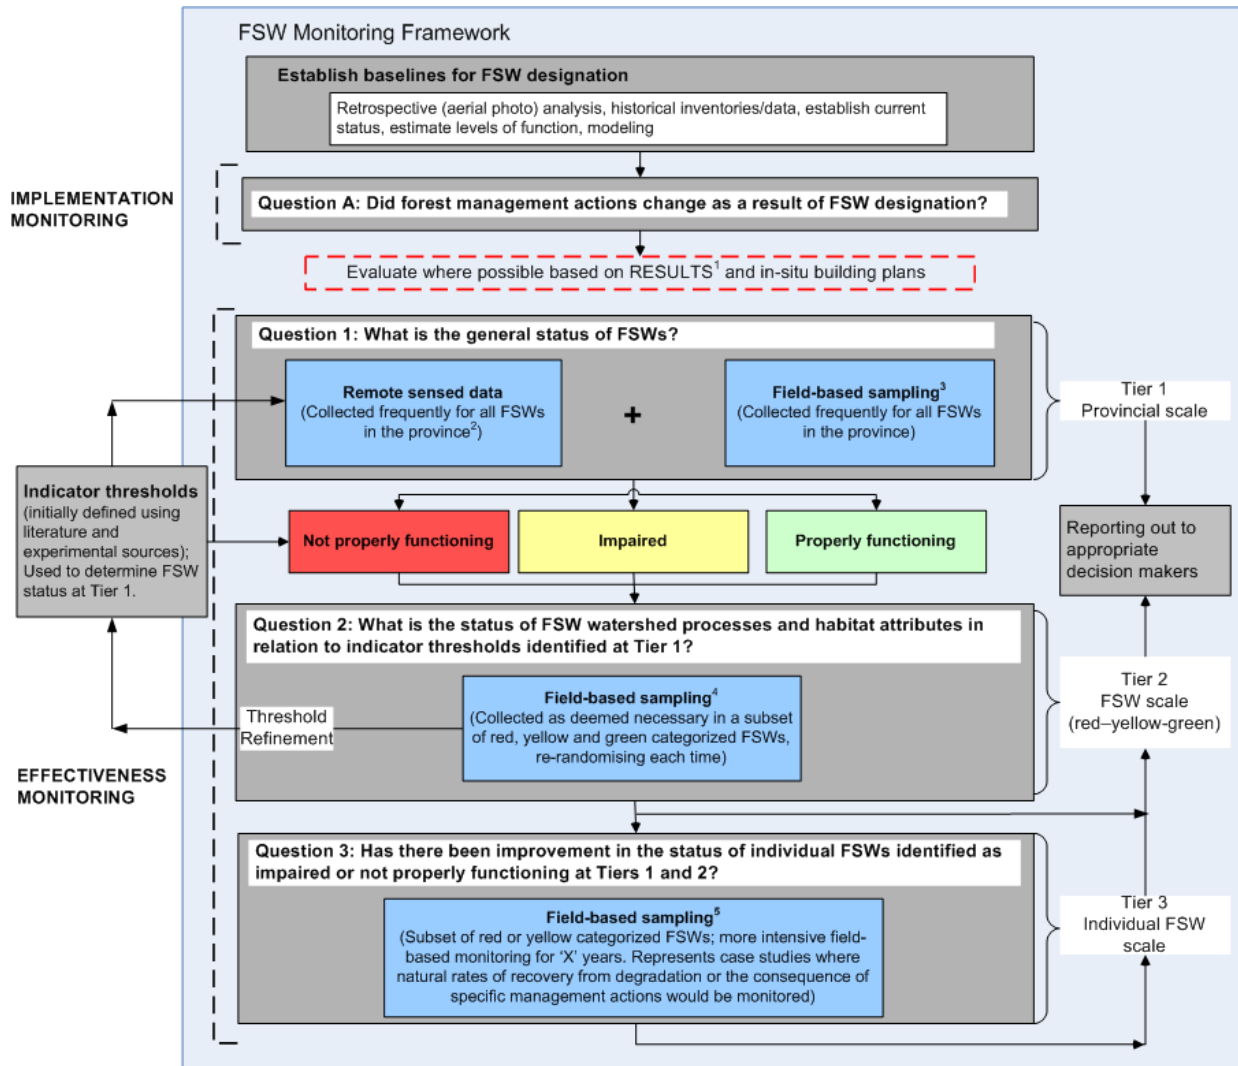 FSW Monitoring Framework
Establish baselines for FSW designation
Retrospective (aerial photo) analysis, historical inventories/data, establish current
status, estimate levels of function, modeling
IMPLEMENTATION
MONITORING
Question A: Did forest management actions change as a result of FSW designation?
Evaluate where possible based on RESULTS¹ and in-situ building plans
Question 1: What is the general status of FSWs?
Remote sensed data
(Collected frequently for all FSWs
in the province²)
+
Field-based sampling³
(Collected frequently for all FSWs
in the province)
Tier 1
Provincial scale
Indicator thresholds
(initially defined using
literature and
experimental sources);
Used to determine FSW
status at Tier 1.
Not properly functioning
Impaired
Properly functioning
Reporting out to
appropriate
decision makers
Question 2: What is the status of FSW watershed processes and habitat attributes in
relation to indicator thresholds identified at Tier 1?
Field-based sampling⁴
(Collected as deemed necessary in a subset
of red, yellow and green categorized FSWs,
re-randomising each time)
Threshold
Refinement
Tier 2
FSW scale
(red–yellow-green)
EFFECTIVENESS
MONITORING
Question 3: Has there been improvement in the status of individual FSWs identified as
impaired or not properly functioning at Tiers 1 and 2?
Field-based sampling⁵
(Subset of red or yellow categorized FSWs; more intensive field-
based monitoring for ‘X’ years. Represents case studies where
natural rates of recovery from degradation or the consequence of
specific management actions would be monitored)
Tier 3
Individual FSW
scale